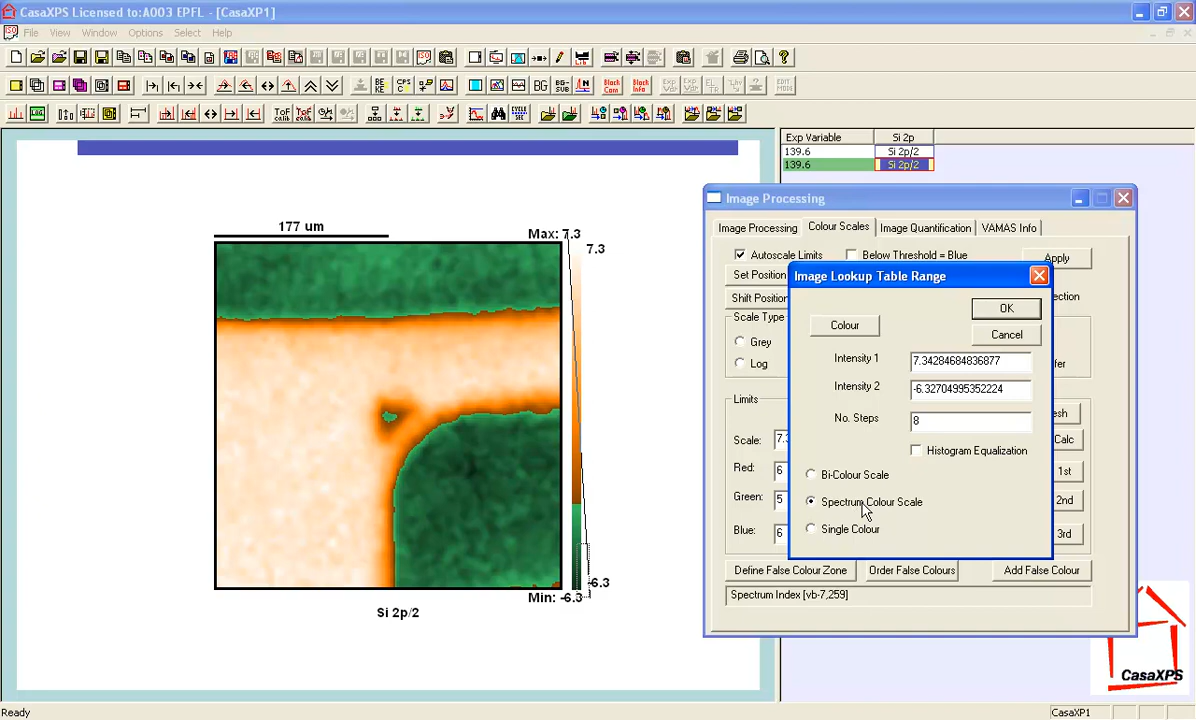 CasaXPS Licensed to:A003 EPFL - [CasaXP1]
File View Window Options Select Help
Exp Variable Si 2p
139.6 Si 2p/2
139.6 Si 2p/2
177 um
Max: 7.3
7.3
-6.3
Min: -6.3
Si 2p/2
Image Processing
Image Processing Colour Scales Image Quantification VAMAS Info
Autoscale Limits Below Threshold = Blue Apply
Set Position
Shift Position
Scale Type
Grey
Log
Limits
Scale: 7.3
Red: 6
Green: 5
Blue: 6
Calc
1st
2nd
3rd
Define False Colour Zone Order False Colours Add False Colour
Spectrum Index [vb-7,259]
Image Lookup Table Range
OK
Colour
Cancel
Intensity 1 7.34284684836877
Intensity 2 -6.32704995352224
No. Steps 8
Histogram Equalization
Bi-Colour Scale
Spectrum Colour Scale
Single Colour
CasaXPS
Ready CasaXP1